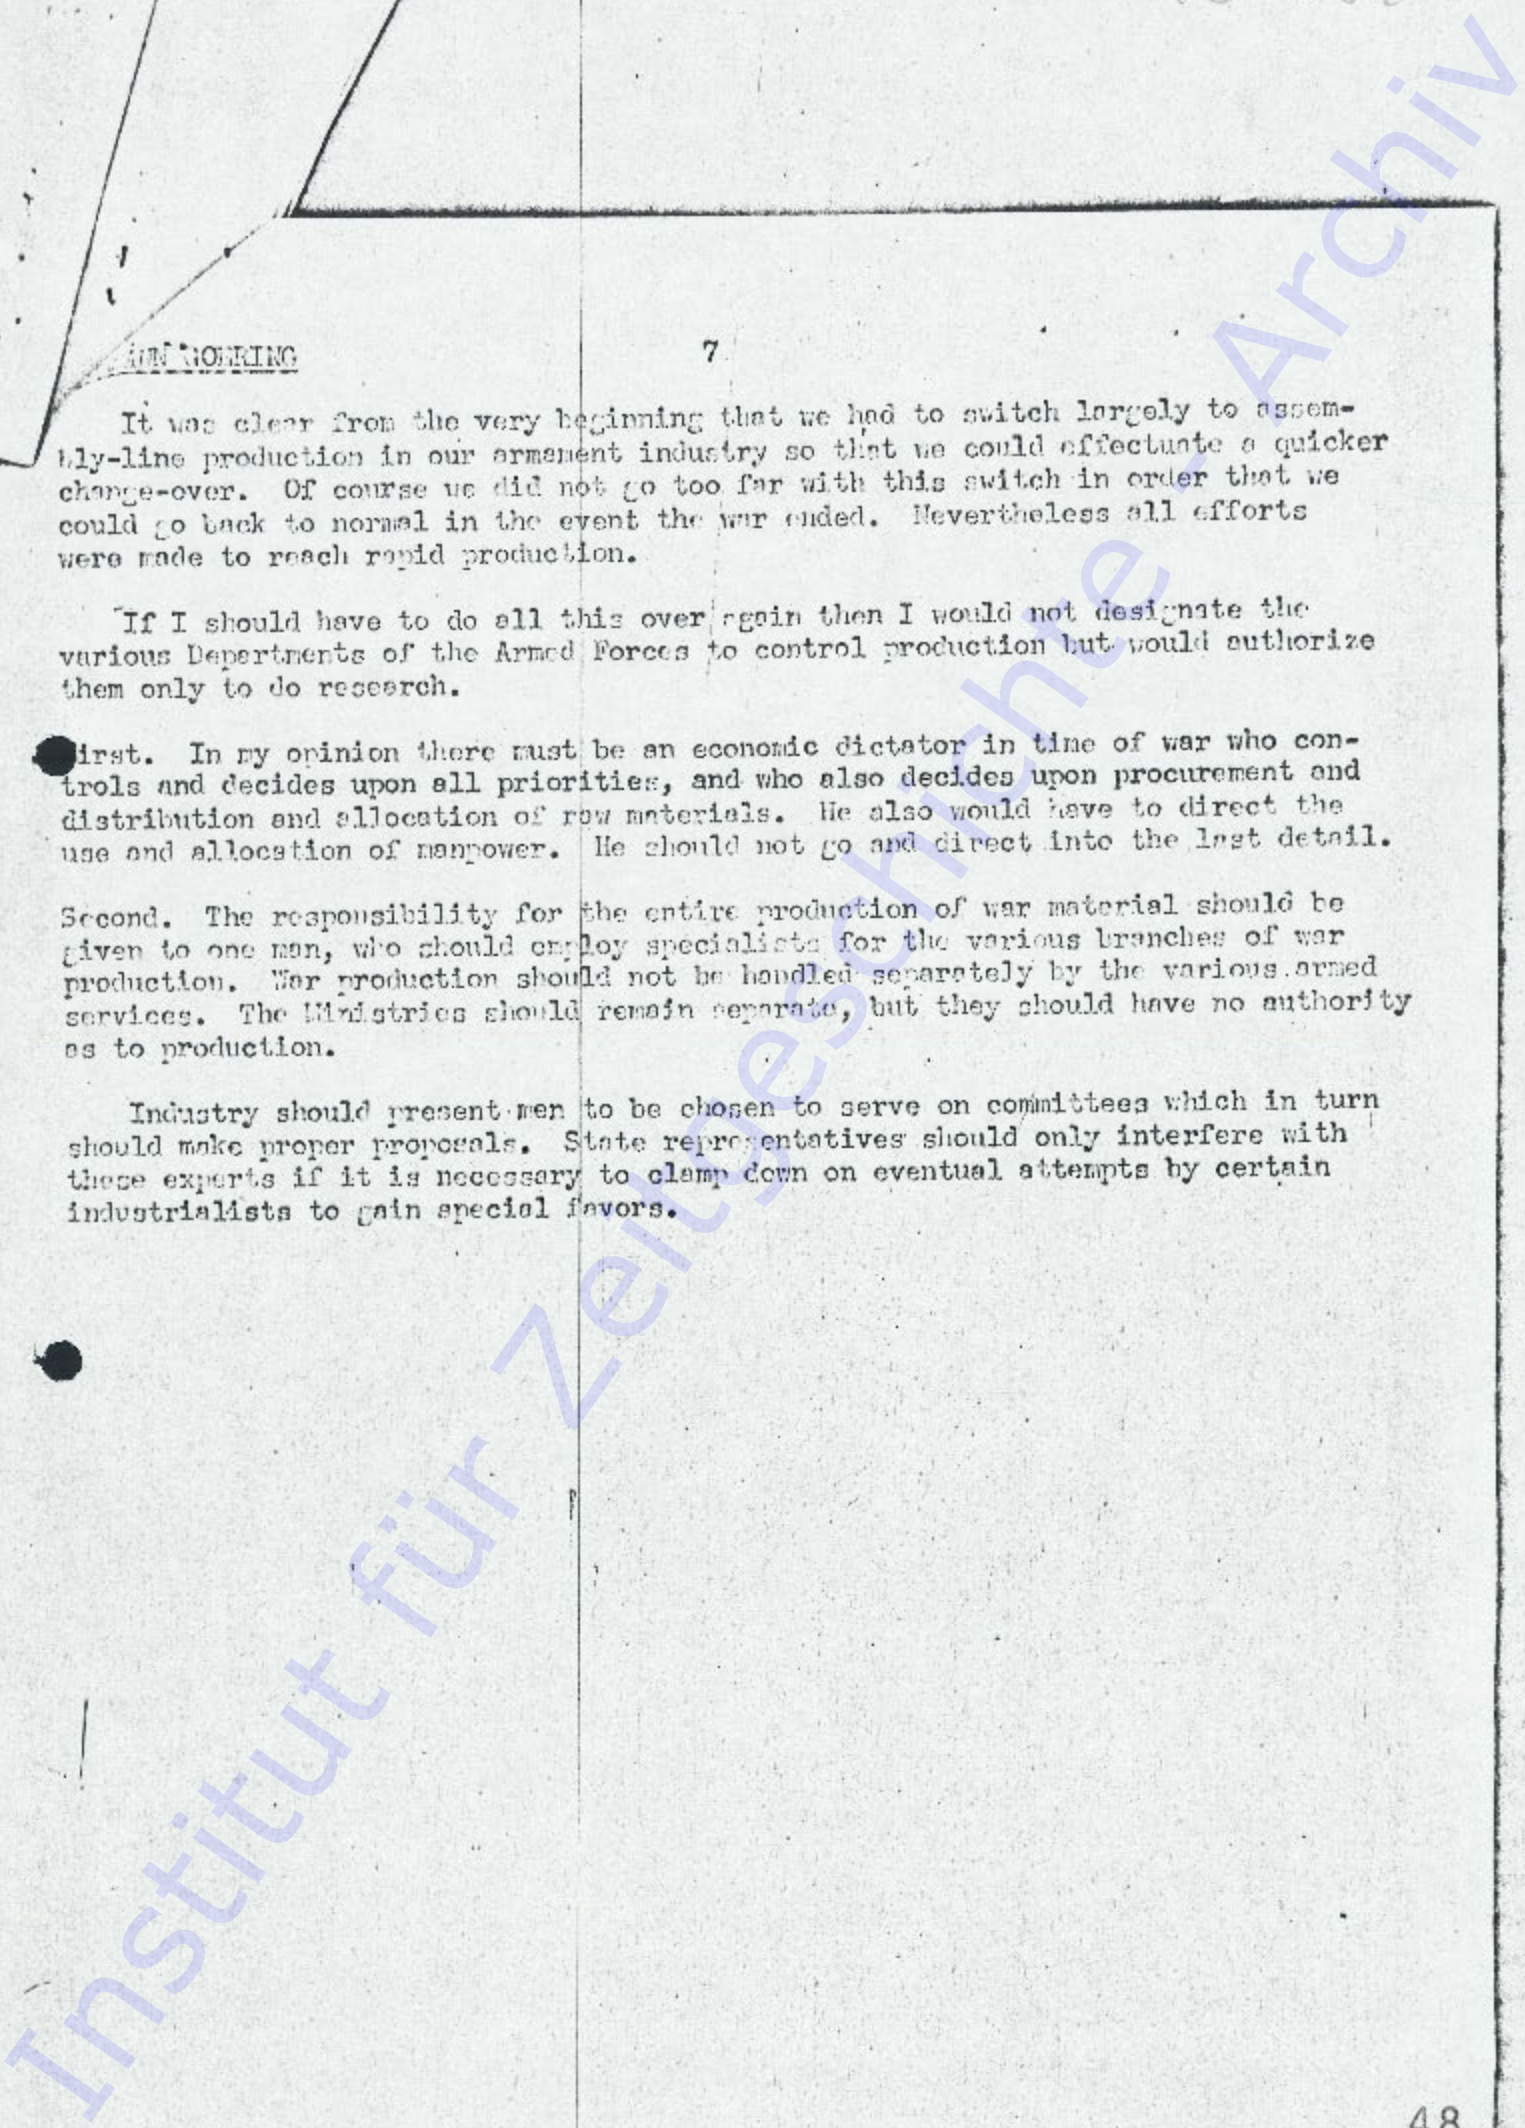 GOERING 7
It was clear from the very beginning that we had to switch largely to assem-
bly-line production in our armament industry so that we could effectuate a quicker
change-over. Of course we did not go too far with this switch in order that we
could go back to normal in the event the war ended. Nevertheless all efforts
were made to reach rapid production.
If I should have to do all this over again then I would not designate the
various Departments of the Armed Forces to control production but would authorize
them only to do research.
irst. In my opinion there must be an economic dictator in time of war who con-
trols and decides upon all priorities, and who also decides upon procurement and
distribution and allocation of raw materials. He also would have to direct the
use and allocation of manpower. He should not go and direct into the last detail.
Second. The responsibility for the entire production of war material should be
given to one man, who should employ specialists for the various branches of war
production. War production should not be handled separately by the various armed
services. The Ministries should remain separate, but they should have no authority
as to production.
Industry should present men to be chosen to serve on committees which in turn
should make proper proposals. State representatives should only interfere with
these experts if it is necessary to clamp down on eventual attempts by certain
industrialists to gain special favors.
Institut für Zeitgeschichte - Archiv
48